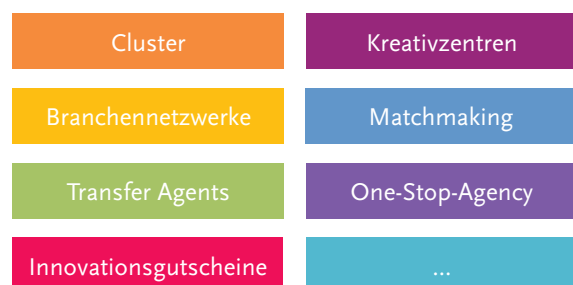 Cluster
Kreativzentren
Branchennetzwerke
Matchmaking
Transfer Agents
One-Stop-Agency
Innovationsgutscheine
...